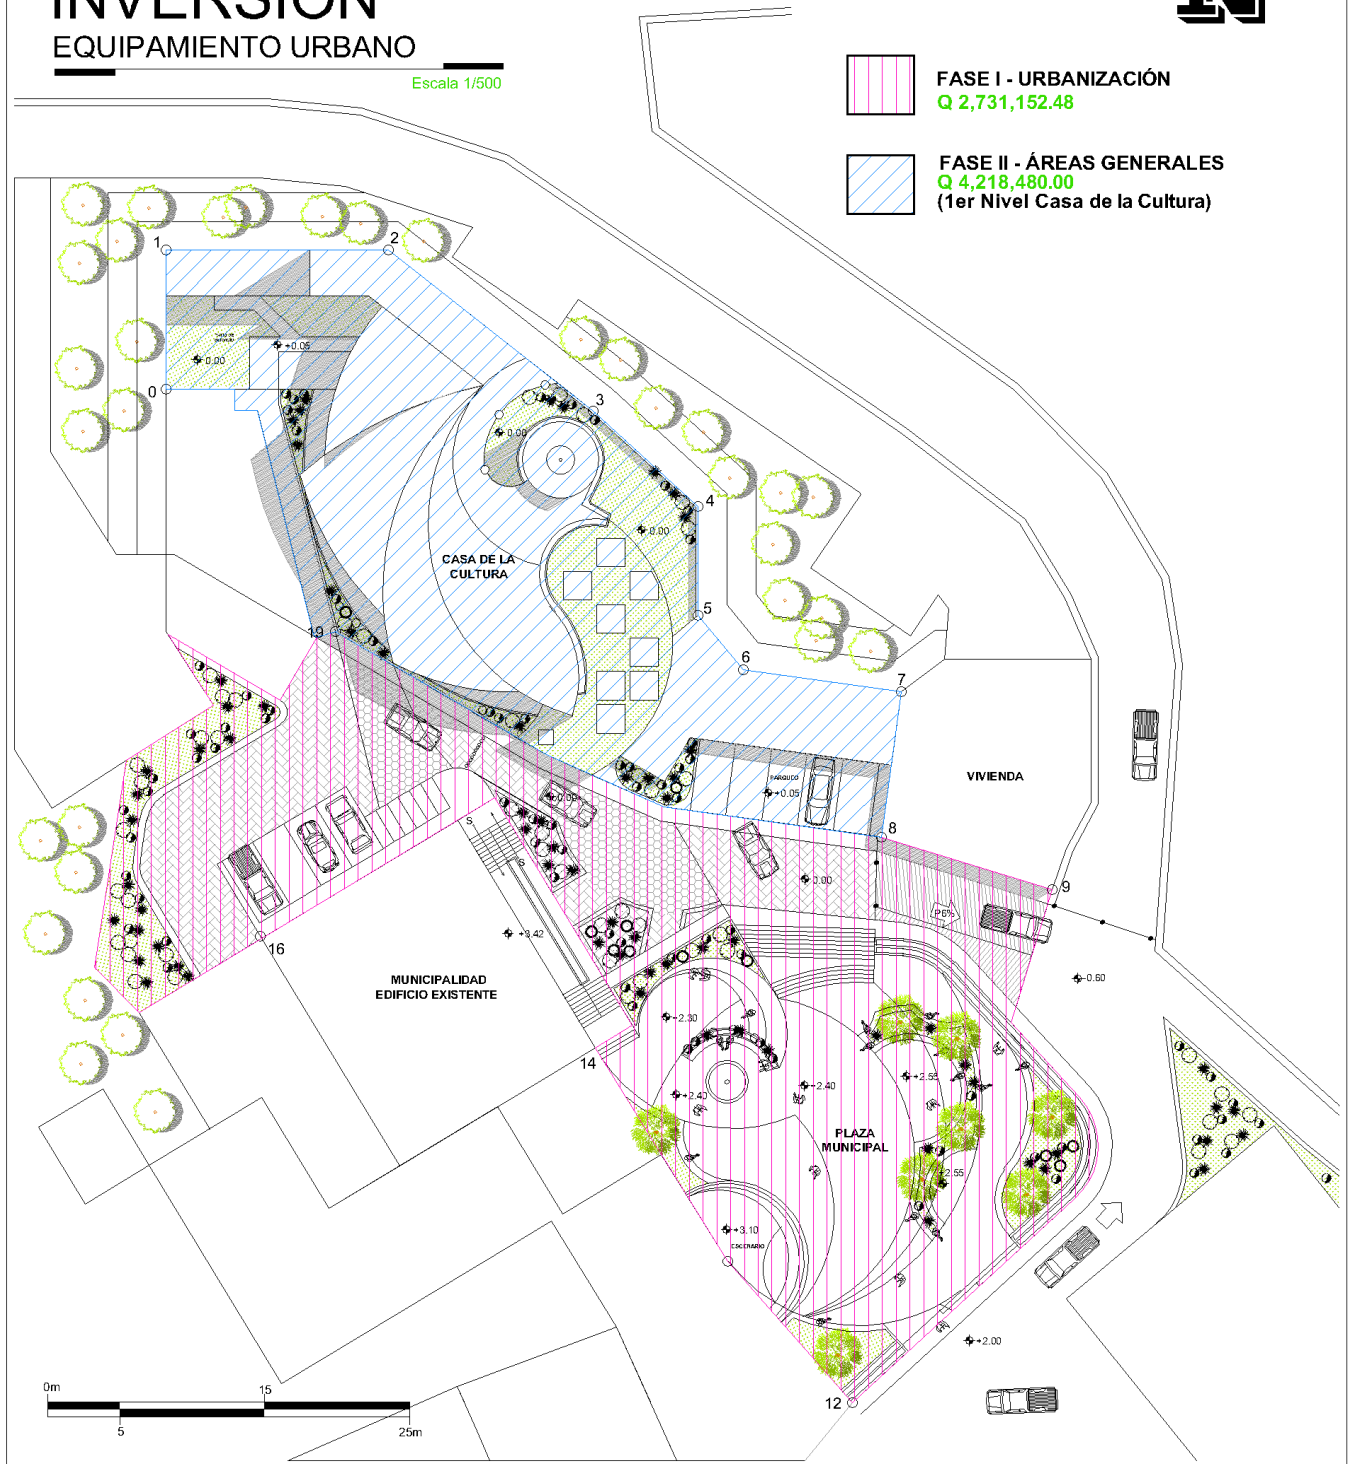 INVERSIÓN
EQUIPAMIENTO URBANO
Escala 1/500
N
FASE I - URBANIZACIÓN
Q 2,731,152.48
FASE II - ÁREAS GENERALES
Q 4,218,480.00
(1er Nivel Casa de la Cultura)
1
2
0.00
+0.05
0
3
0.00
4
0.00
CASA DE LA
CULTURA
5
19
6
7
VIVIENDA
PARQUEO
+0.05
8
S
S
0.00
9
P6%
+3.42
16
MUNICIPALIDAD
EDIFICIO EXISTENTE
-0.60
+2.30
14
+2.40
+2.40
+2.55
PLAZA
MUNICIPAL
+2.55
+3.10
ESCENARIO
+2.00
12
0m
15
5
25m